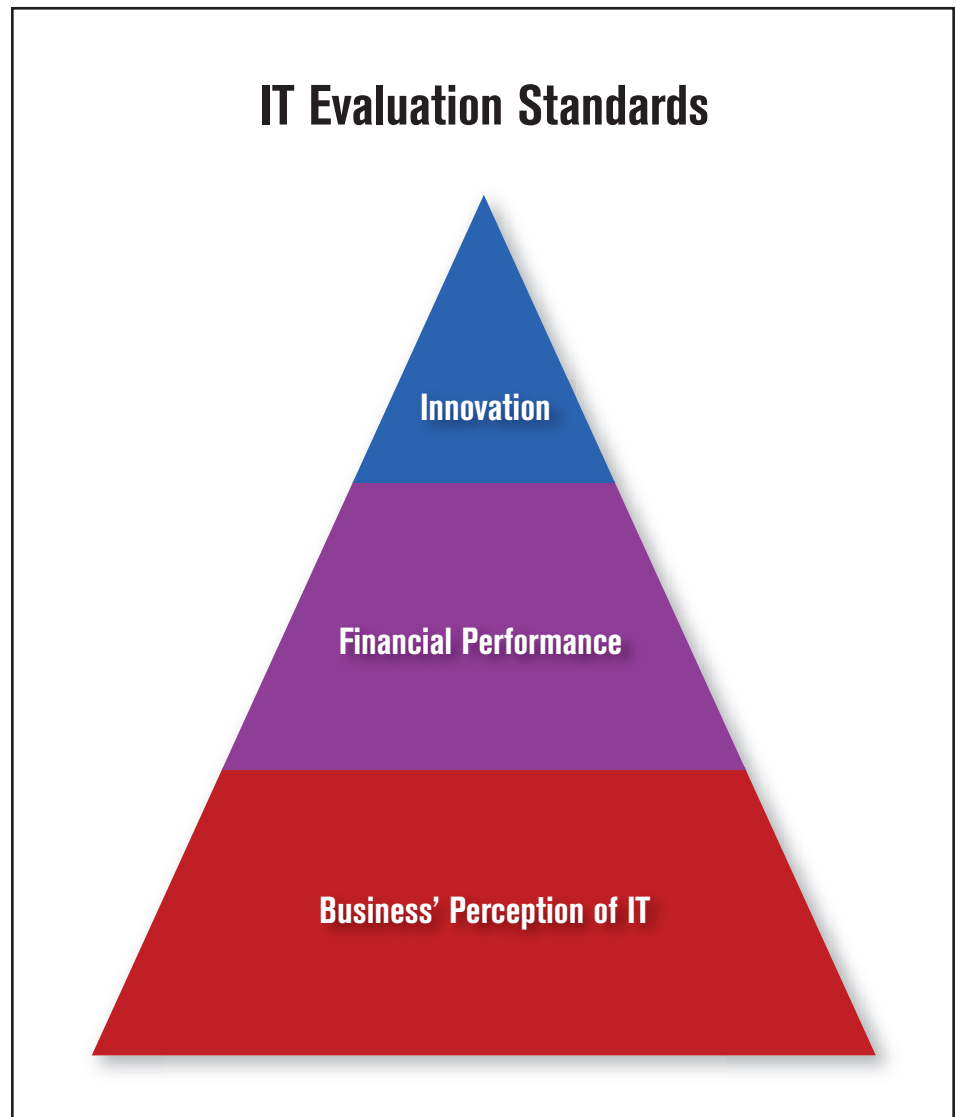 IT Evaluation Standards
Innovation
Financial Performance
Business’ Perception of IT